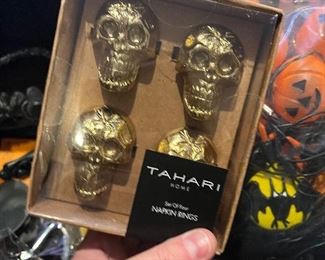 TAHARI
HOME
Set Of Four
NAPKIN RINGS